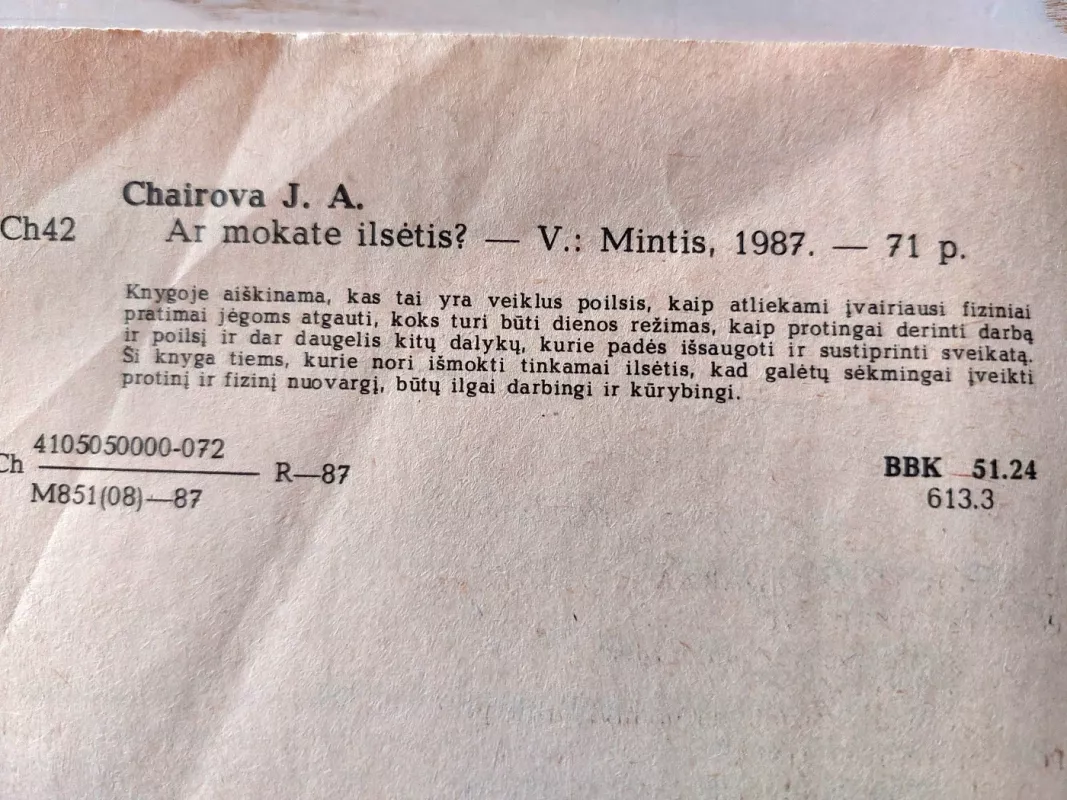 Chairova J. A.
Ch42 Ar mokate ilsėtis? — V.: Mintis, 1987. — 71 p.
Knygoje aiškinama, kas tai yra veiklus poilsis, kaip atliekami įvairiausi fiziniai
pratimai jėgoms atgauti, koks turi būti dienos režimas, kaip protingai derinti darbą
ir poilsį ir dar daugelis kitų dalykų, kurie padės išsaugoti ir sustiprinti sveikatą.
Ši knyga tiems, kurie nori išmokti tinkamai ilsėtis, kad galėtų sėkmingai įveikti
protinį ir fizinį nuovargį, būtų ilgai darbingi ir kūrybingi.
4105050000-072
Ch R—87
M851(08)—87
BBK 51.24
613.3